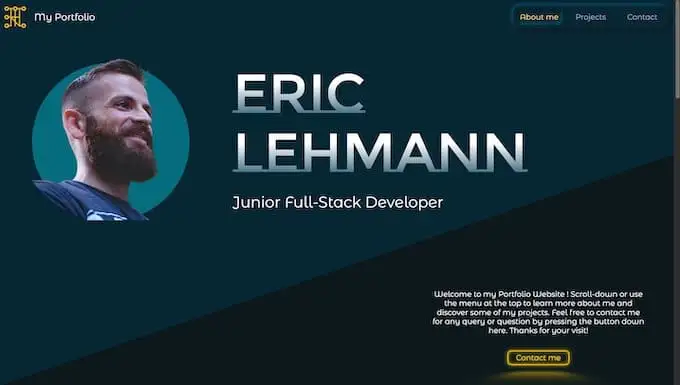 My Portfolio
About me
Projects
Contact
ERIC
LEHMANN
Junior Full-Stack Developer
Welcome to my Portfolio Website ! Scroll-down or use
the menu at the top to learn more about me and
discover some of my projects. Feel free to contact me
for any query or question by pressing the button down
here. Thanks for your visit!
Contact me